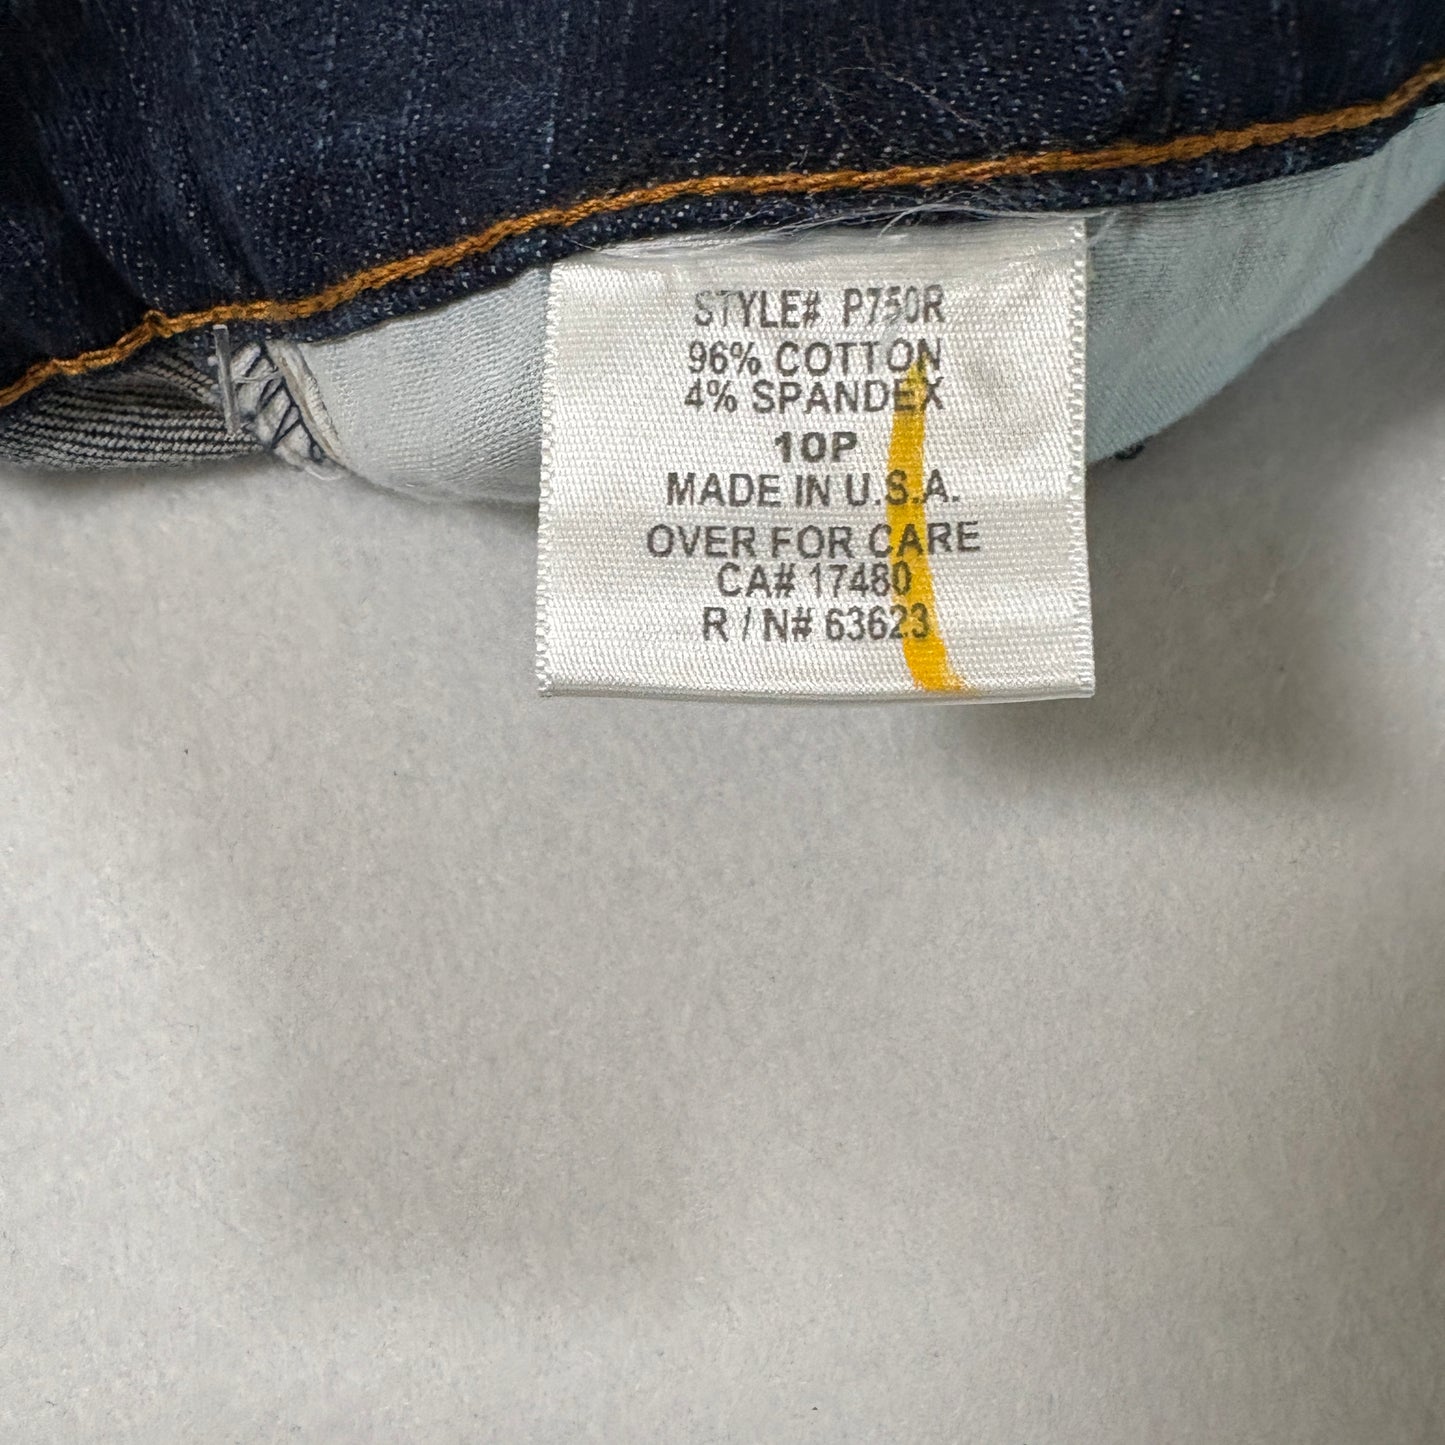 STYLE# P750R
96% COTTON
4% SPANDEX
10P
MADE IN U.S.A.
OVER FOR CARE
CA# 17480
R / N# 63623